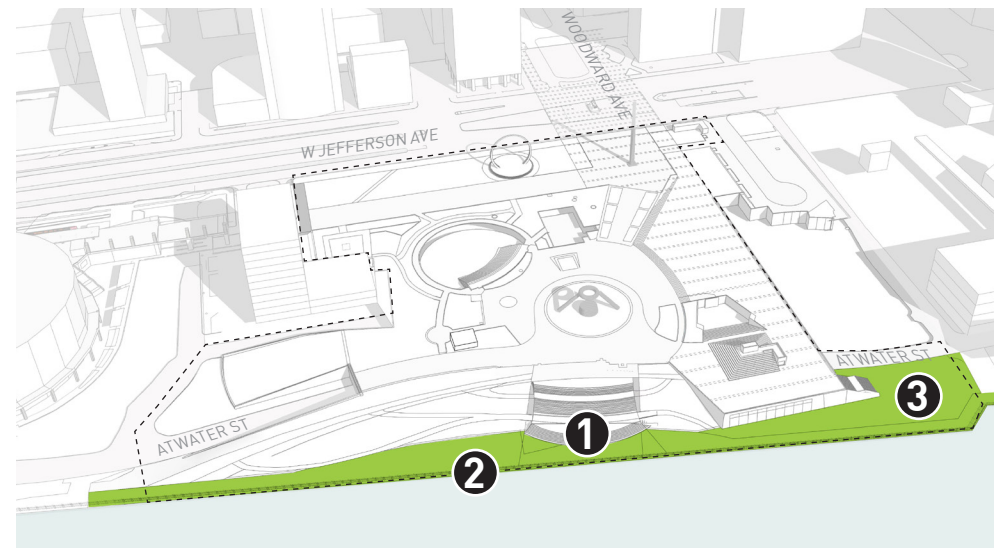 WOODWARD AVE
W JEFFERSON AVE
ATWATER ST
3
ATWATER ST
1
2